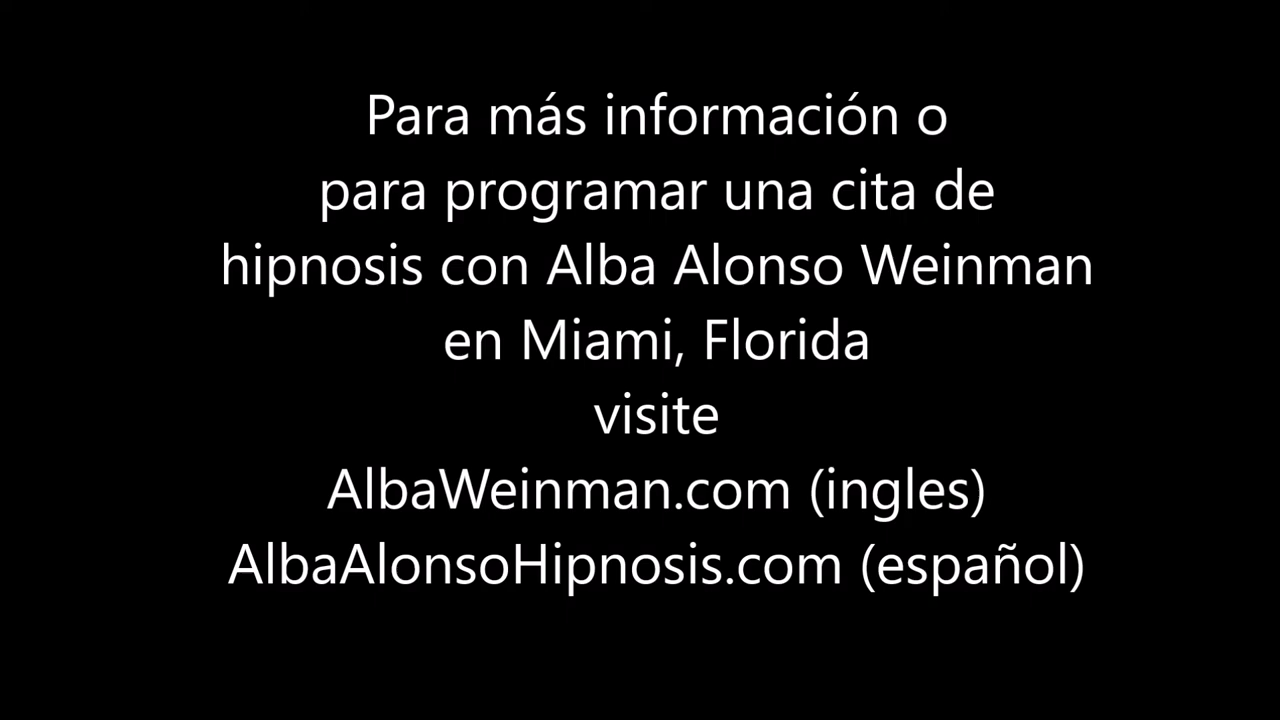 Para más información o
para programar una cita de
hipnosis con Alba Alonso Weinman
en Miami, Florida
visite
AlbaWeinman.com (ingles)
AlbaAlonsoHipnosis.com (español)